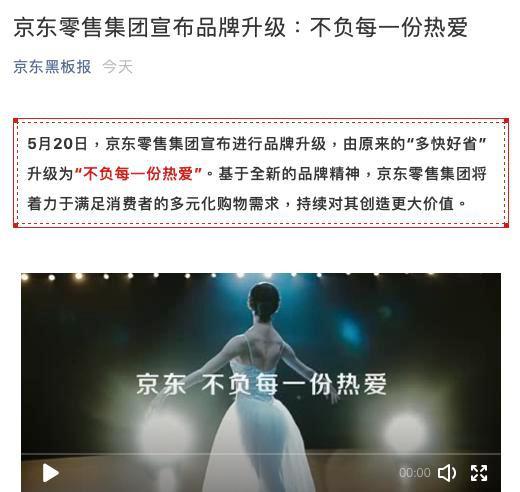 京东零售集团宣布品牌升级：不负每一份热爱
京东黑板报 今天
5月20日，京东零售集团宣布进行品牌升级，由原来的“多快好省”
升级为“不负每一份热爱”。基于全新的品牌精神，京东零售集团将
着力于满足消费者的多元化购物需求，持续对其创造更大价值。
京东 不负每一份热爱
00:00